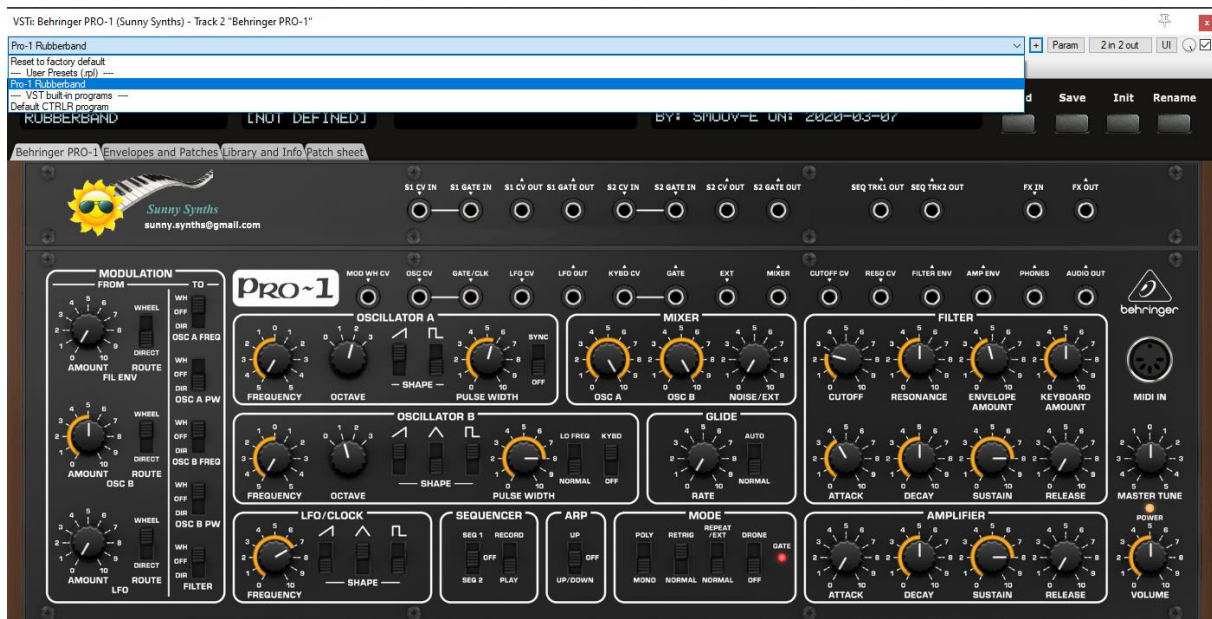 VSTi: Behringer PRO-1 (Sunny Synths) - Track 2 "Behringer PRO-1"
Pro-1 Rubberband
+ Param 2 in 2 out UI
Reset to factory default
---- User Presets (.rpl) ----
Pro-1 Rubberband
---- VST built-in programs ----
Default CTRLR program
Save Init Rename
RUBBERBAND [NOT DEFINED] BY: SMOOV-E ON: 2020-03-07
Behringer PRO-1 Envelopes and Patches Library and Info Patch sheet
Sunny Synths
sunny.synths@gmail.com
S1 CV IN S1 GATE IN S1 CV OUT S1 GATE OUT S2 CV IN S2 GATE IN S2 CV OUT S2 GATE OUT SEQ TRK1 OUT SEQ TRK2 OUT FX IN FX OUT
PRO~1
MOD WH CV OSC CV GATE/CLK LFO CV LFO OUT KYBD CV GATE EXT MIXER CUTOFF CV RESO CV FILTER ENV AMP ENV PHONES AUDIO OUT
behringer
MIDI IN
MODULATION
FROM TO
WHEEL
DIRECT
AMOUNT ROUTE
FIL ENV
WH
OFF
DIR
OSC A FREQ
WH
OFF
DIR
OSC A PW
WHEEL
DIRECT
AMOUNT ROUTE
OSC B
WH
OFF
DIR
OSC B FREQ
WH
OFF
DIR
OSC B PW
WHEEL
DIRECT
AMOUNT ROUTE
LFO
WH
OFF
DIR
FILTER
OSCILLATOR A
SYNC
OFF
SHAPE
FREQUENCY OCTAVE PULSE WIDTH
MIXER
OSC A OSC B NOISE/EXT
FILTER
CUTOFF RESONANCE ENVELOPE AMOUNT KEYBOARD AMOUNT
ATTACK DECAY SUSTAIN RELEASE
MASTER TUNE
OSCILLATOR B
LO FREQ KYBD
NORMAL OFF
SHAPE
FREQUENCY OCTAVE PULSE WIDTH
GLIDE
AUTO
NORMAL
RATE
LFO/CLOCK
SHAPE
FREQUENCY
SEQUENCER
SEQ 1 RECORD
OFF
SEQ 2 PLAY
ARP
UP
OFF
UP/DOWN
MODE
POLY RETRIG REPEAT /EXT DRONE
GATE
MONO NORMAL NORMAL OFF
AMPLIFIER
ATTACK DECAY SUSTAIN RELEASE
POWER
VOLUME